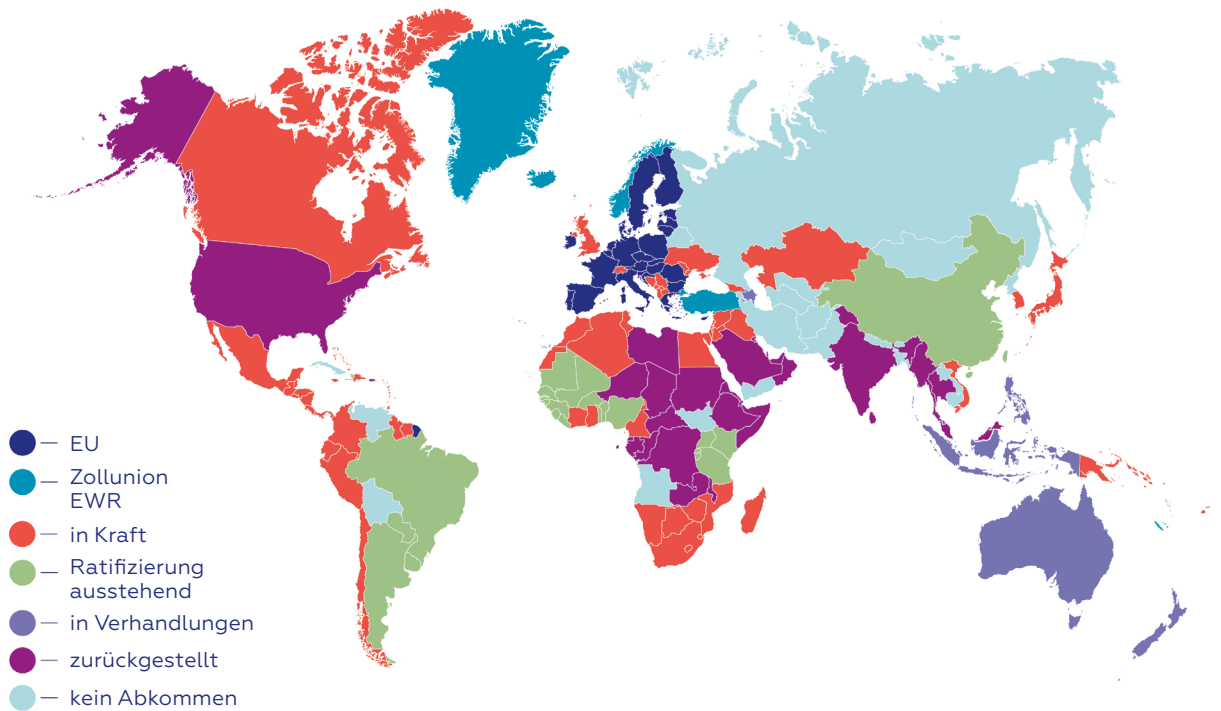 EU
Zollunion
EWR
in Kraft
Ratifizierung
ausstehend
in Verhandlungen
zurückgestellt
kein Abkommen